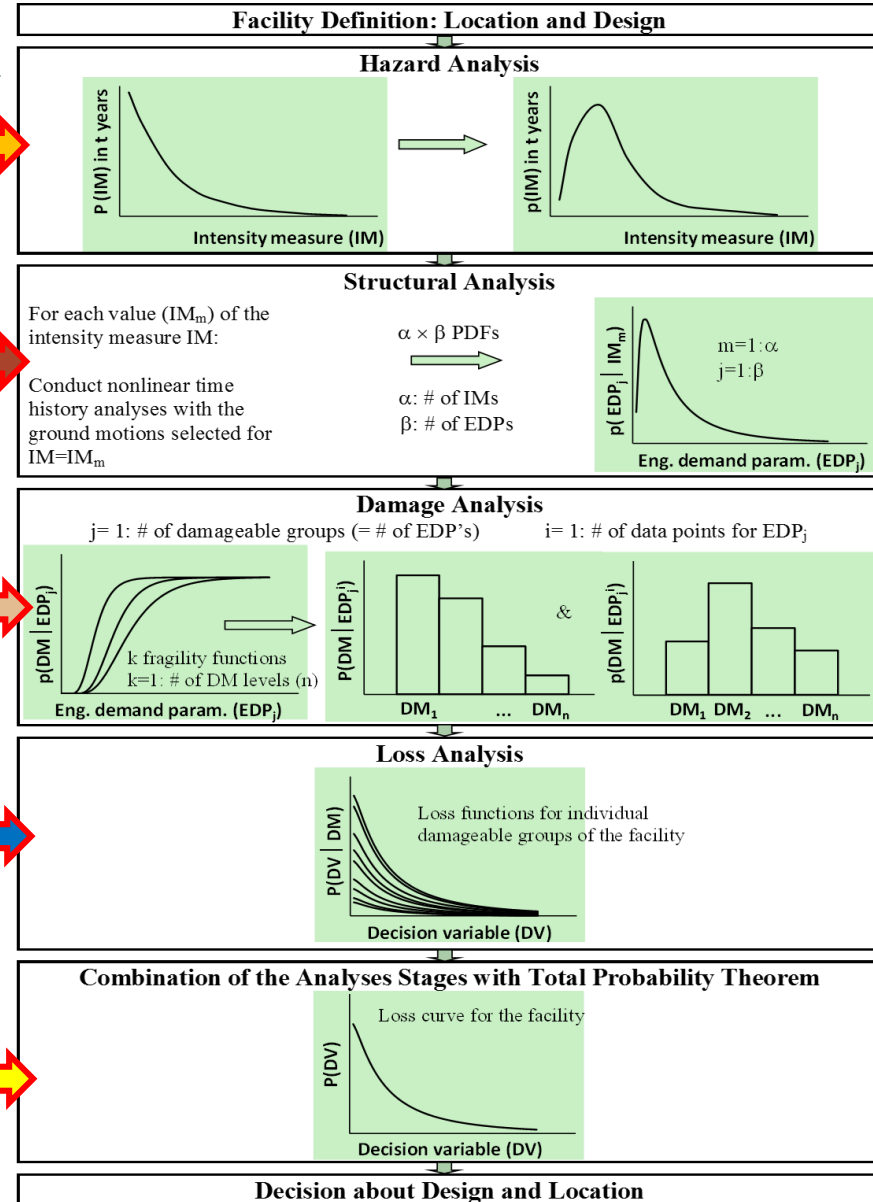 Facility Definition: Location and Design
Hazard Analysis
P (IM) in t years
Intensity measure (IM)
p(IM) in t years
Intensity measure (IM)
Structural Analysis
For each value (IMₘ) of the
intensity measure IM:
Conduct nonlinear time
history analyses with the
ground motions selected for
IM=IMₘ
α × β PDFs
α: # of IMs
β: # of EDPs
p( EDPⱼ | IMₘ)
m=1:α
j=1:β
Eng. demand param. (EDPⱼ)
Damage Analysis
j= 1: # of damageable groups (= # of EDP's)
i= 1: # of data points for EDPⱼ
p(DM | EDPⱼ)
k fragility functions
k=1: # of DM levels (n)
Eng. demand param. (EDPⱼ)
P(DM | EDPⱼⁱ)
DM₁ ... DMₙ
&
p(DM | EDPⱼⁱ)
DM₁ DM₂ ... DMₙ
Loss Analysis
P(DV | DM)
Loss functions for individual
damageable groups of the facility
Decision variable (DV)
Combination of the Analyses Stages with Total Probability Theorem
P(DV)
Loss curve for the facility
Decision variable (DV)
Decision about Design and Location